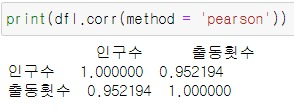 print(dfl.corr(method = 'pearson'))
인구수 출동횟수
인구수 1.000000 0.952194
출동횟수 0.952194 1.000000